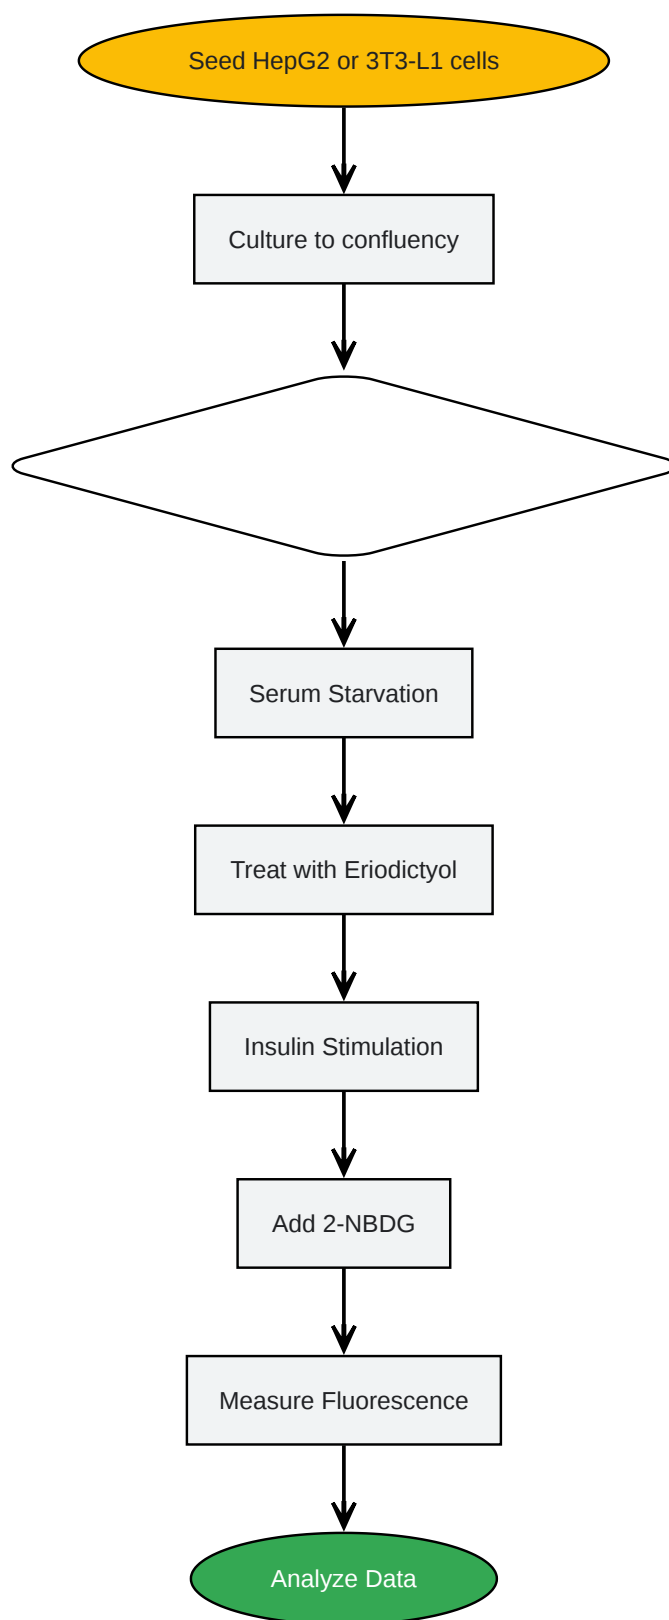 Seed HepG2 or 3T3-L1 cells
Culture to confluency
Serum Starvation
Treat with Eriodictyol
Insulin Stimulation
Add 2-NBDG
Measure Fluorescence
Analyze Data